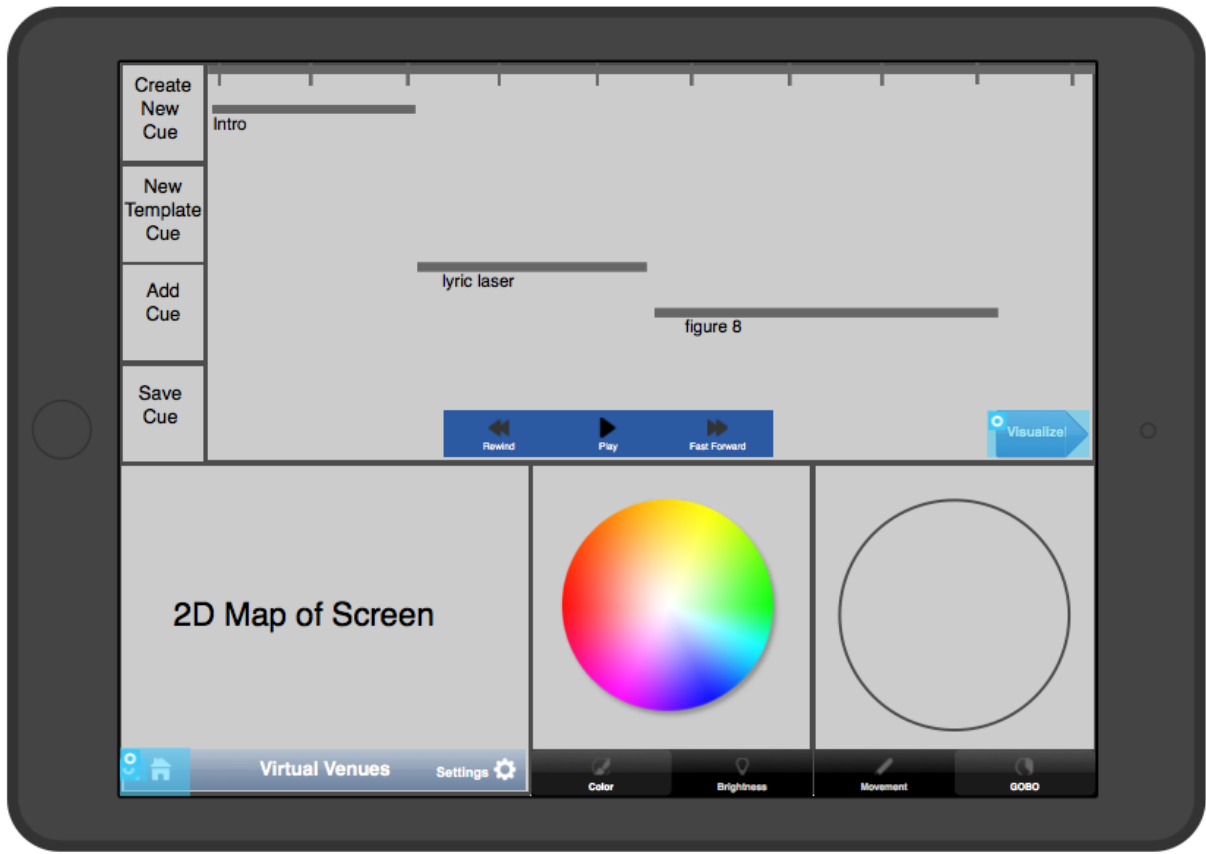 Create
New
Cue
New
Template
Cue
Add
Cue
Save
Cue
Intro
lyric laser
figure 8
Rewind
Play
Fast Forward
Visualize!
2D Map of Screen
Virtual Venues
Settings
Color
Brightness
Movement
GOBO